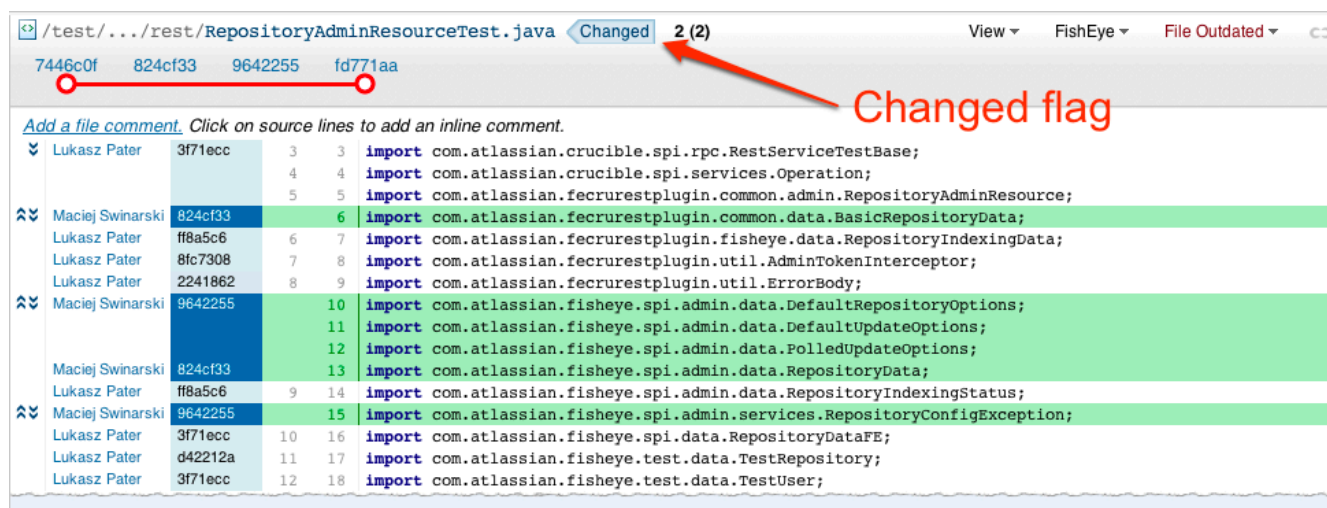 /test/.../rest/RepositoryAdminResourceTest.java Changed 2 (2) View FishEye File Outdated
7446c0f 824cf33 9642255 fd771aa
Changed flag
Add a file comment. Click on source lines to add an inline comment.
Lukasz Pater 3f71ecc 3 3 import com.atlassian.crucible.spi.rpc.RestServiceTestBase;
4 4 import com.atlassian.crucible.spi.services.Operation;
5 5 import com.atlassian.fecrurestplugin.common.admin.RepositoryAdminResource;
Maciej Swinarski 824cf33 6 import com.atlassian.fecrurestplugin.common.data.BasicRepositoryData;
Lukasz Pater ff8a5c6 6 7 import com.atlassian.fecrurestplugin.fisheye.data.RepositoryIndexingData;
Lukasz Pater 8fc7308 7 8 import com.atlassian.fecrurestplugin.util.AdminTokenInterceptor;
Lukasz Pater 2241862 8 9 import com.atlassian.fecrurestplugin.util.ErrorBody;
Maciej Swinarski 9642255 10 import com.atlassian.fisheye.spi.admin.data.DefaultRepositoryOptions;
11 import com.atlassian.fisheye.spi.admin.data.DefaultUpdateOptions;
12 import com.atlassian.fisheye.spi.admin.data.PolledUpdateOptions;
Maciej Swinarski 824cf33 13 import com.atlassian.fisheye.spi.admin.data.RepositoryData;
Lukasz Pater ff8a5c6 9 14 import com.atlassian.fisheye.spi.admin.data.RepositoryIndexingStatus;
Maciej Swinarski 9642255 15 import com.atlassian.fisheye.spi.admin.services.RepositoryConfigException;
Lukasz Pater 3f71ecc 10 16 import com.atlassian.fisheye.spi.data.RepositoryDataFE;
Lukasz Pater d42212a 11 17 import com.atlassian.fisheye.test.data.TestRepository;
Lukasz Pater 3f71ecc 12 18 import com.atlassian.fisheye.test.data.TestUser;